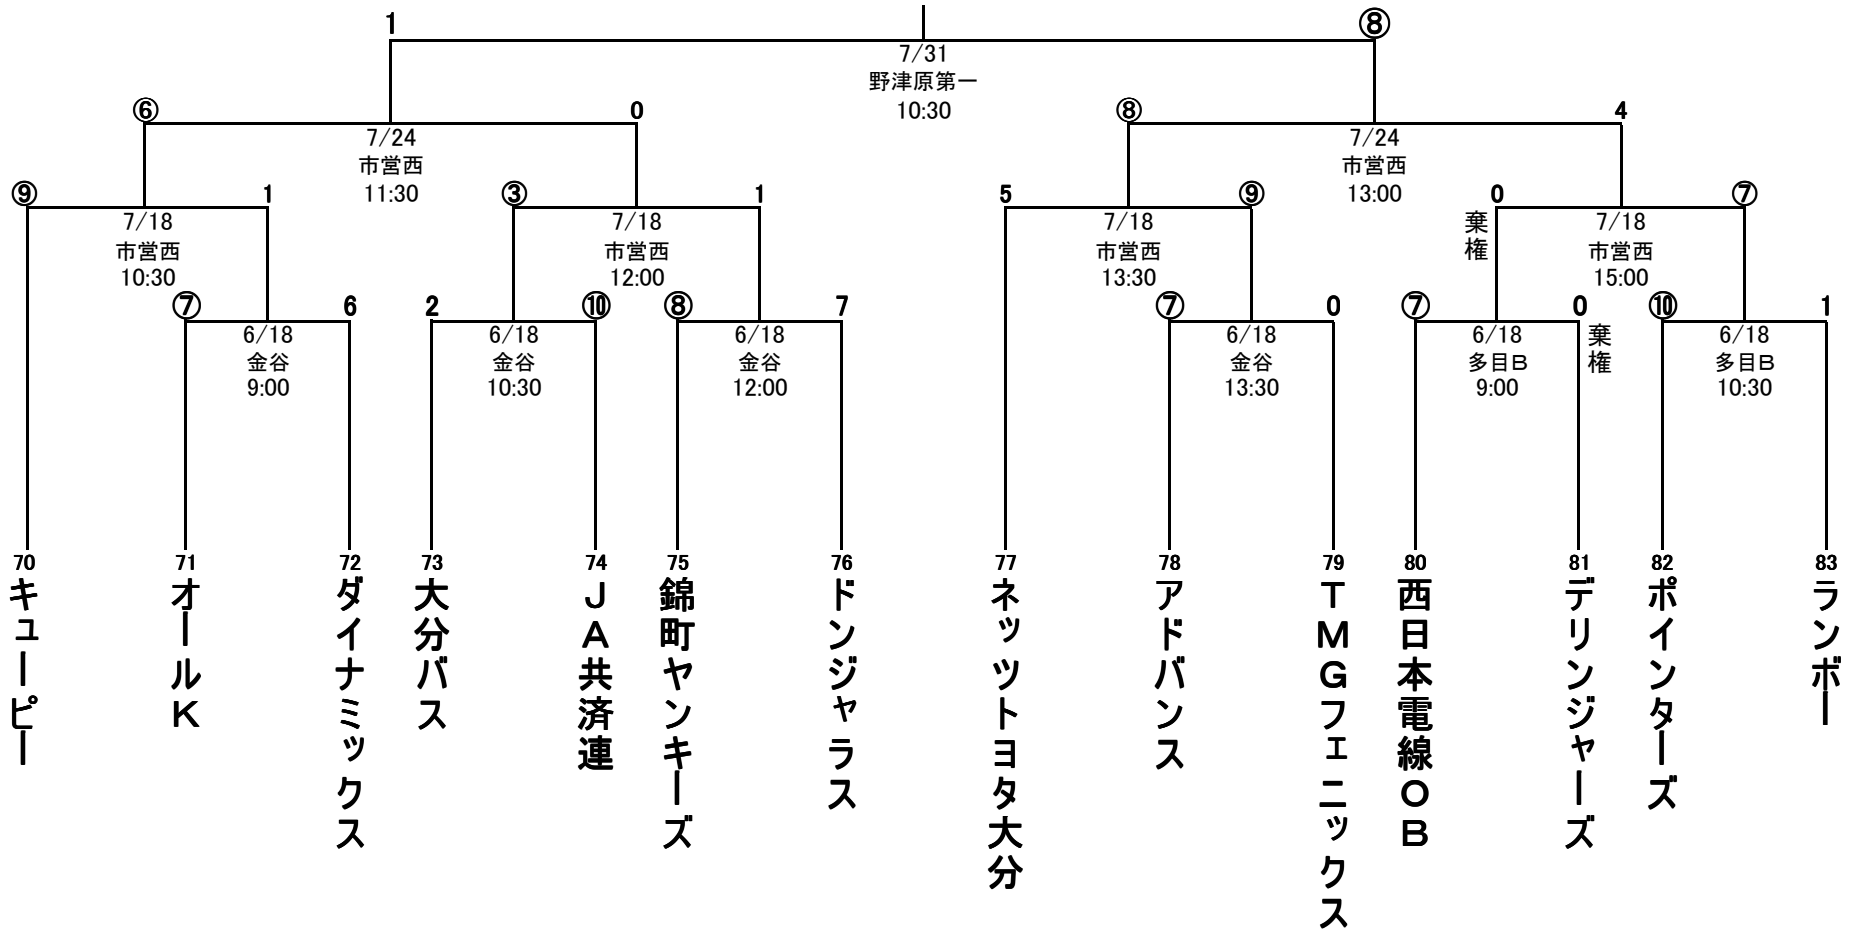 1
⑧
7/31
野津原第一
10:30
⑥
0
⑧
4
7/24
市営西
11:30
7/24
市営西
13:00
⑨
1
③
1
5
⑨
0
⑦
棄権
7/18
市営西
10:30
7/18
市営西
12:00
7/18
市営西
13:30
7/18
市営西
15:00
⑦
6
2
⑩
⑧
7
⑦
0
⑦
0
棄権
⑩
1
6/18
金谷
9:00
6/18
金谷
10:30
6/18
金谷
12:00
6/18
金谷
13:30
6/18
多目B
9:00
6/18
多目B
10:30
70
キューピー
71
オールK
72
ダイナミックス
73
大分バス
74
JA共済連
75
錦町ヤンキーズ
76
ドンジャラス
77
ネッツトヨタ大分
78
アドバンス
79
TMGフェニックス
80
西日本電線OB
81
デリンジャーズ
82
ポインターズ
83
ランボー